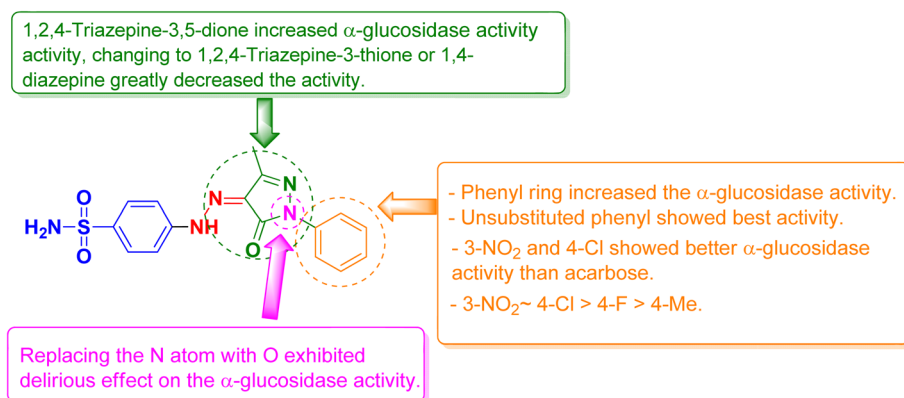 1,2,4-Triazepine-3,5-dione increased α-glucosidase activity
activity, changing to 1,2,4-Triazepine-3-thione or 1,4-
diazepine greatly decreased the activity.
H₂N
S
O
O
NH
N
N
N
O
- Phenyl ring increased the α-glucosidase activity.
- Unsubstituted phenyl showed best activity.
- 3-NO₂ and 4-Cl showed better α-glucosidase
activity than acarbose.
- 3-NO₂~ 4-Cl > 4-F > 4-Me.
Replacing the N atom with O exhibited
delirious effect on the α-glucosidase activity.